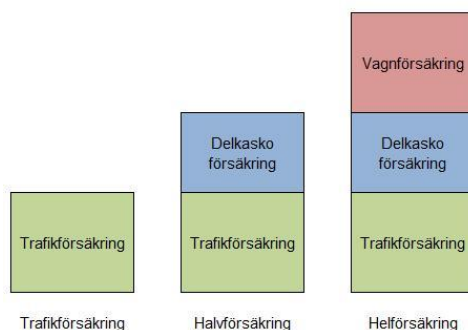 Vagnförsäkring
Delkasko
försäkring
Delkasko
försäkring
Trafikförsäkring
Trafikförsäkring
Trafikförsäkring
Trafikförsäkring
Halvförsäkring
Helförsäkring